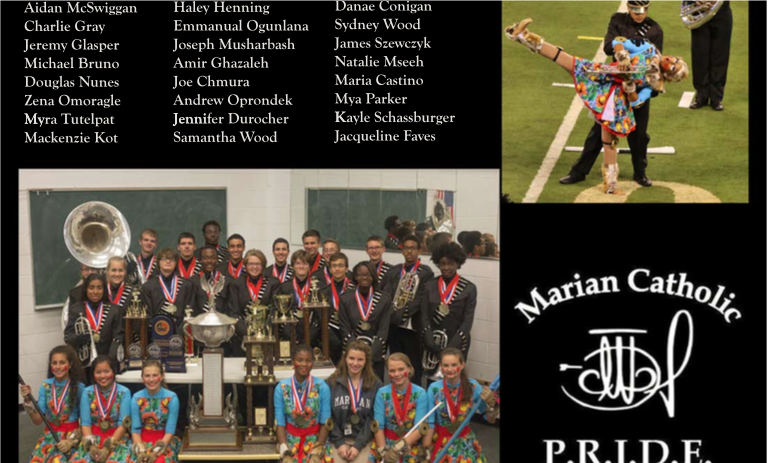 Aidan McSwiggan
Charlie Gray
Jeremy Glasper
Michael Bruno
Douglas Nunes
Zena Omoragle
Myra Tutelpat
Mackenzie Kot
Haley Henning
Emmanual Ogunlana
Joseph Musharbash
Amir Ghazaleh
Joe Chmura
Andrew Oprondek
Jennifer Durocher
Samantha Wood
Danae Conigan
Sydney Wood
James Szewczyk
Natalie Mseeh
Maria Castino
Mya Parker
Kayle Schassburger
Jacqueline Faves
MARIAN
Marian Catholic
P.R.I.D.E.